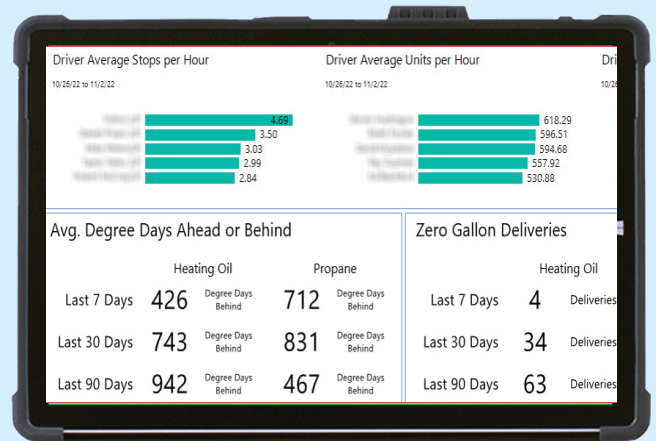 Driver Average Stops per Hour
10/26/22 to 11/2/22
4.69
3.50
3.03
2.99
2.84
Driver Average Units per Hour
10/26/22 to 11/2/22
618.29
596.51
594.68
557.92
530.88
Dri
10/26
Avg. Degree Days Ahead or Behind
Heating Oil Propane
Last 7 Days 426 Degree Days Behind 712 Degree Days Behind
Last 30 Days 743 Degree Days Behind 831 Degree Days Behind
Last 90 Days 942 Degree Days Behind 467 Degree Days Behind
Zero Gallon Deliveries
Heating Oil
Last 7 Days 4 Deliveries
Last 30 Days 34 Deliveries
Last 90 Days 63 Deliveries